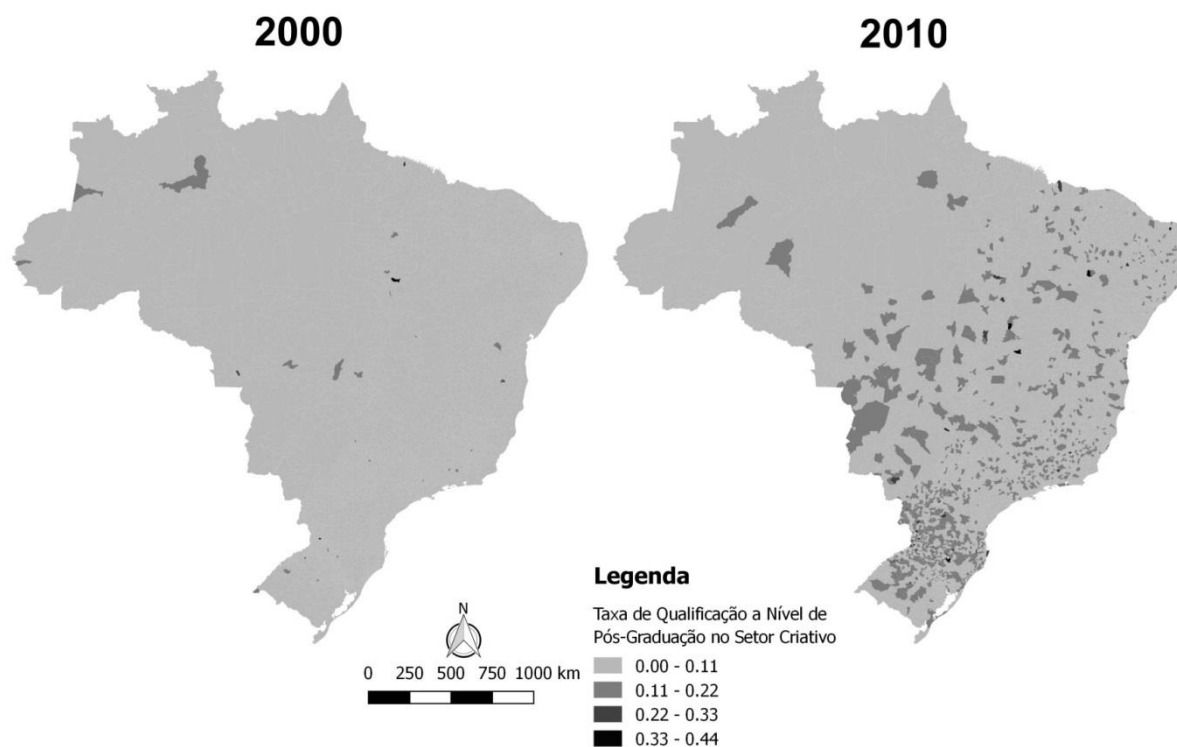 2000
2010
Legenda
Taxa de Qualificação a Nível de
Pós-Graduação no Setor Criativo
0.00 - 0.11
0.11 - 0.22
0.22 - 0.33
0.33 - 0.44
N
0 250 500 750 1000 km